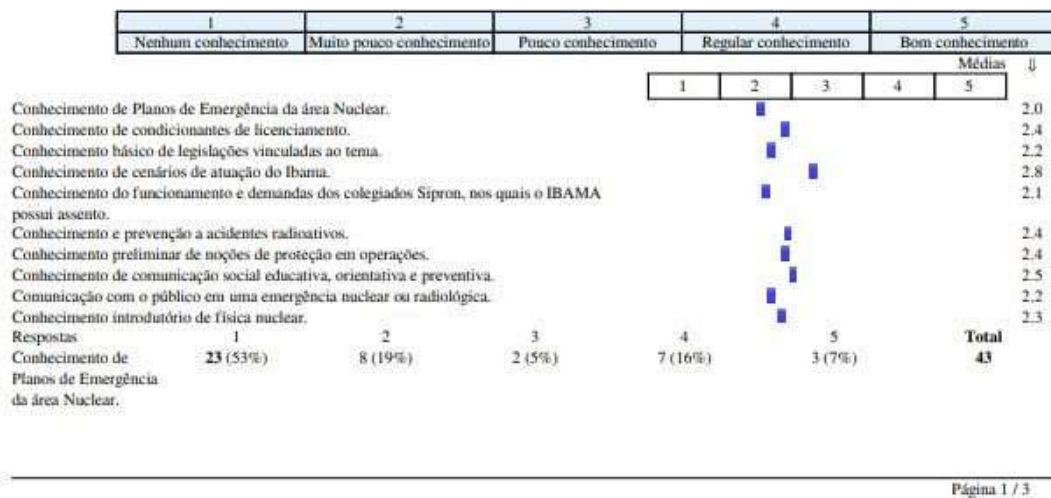 1 2 3 4 5
Nenhum conhecimento Muito pouco conhecimento Pouco conhecimento Regular conhecimento Bom conhecimento
Médias ⇓
1 2 3 4 5
Conhecimento de Planos de Emergência da área Nuclear. 2.0
Conhecimento de condicionantes de licenciamento. 2.4
Conhecimento básico de legislações vinculadas ao tema. 2.2
Conhecimento de cenários de atuação do Ibama. 2.8
Conhecimento do funcionamento e demandas dos colegiados Sipron, nos quais o IBAMA 2.1
possui assento.
Conhecimento e prevenção a acidentes radioativos. 2.4
Conhecimento preliminar de noções de proteção em operações. 2.4
Conhecimento de comunicação social educativa, orientativa e preventiva. 2.5
Comunicação com o público em uma emergência nuclear ou radiológica. 2.2
Conhecimento introdutório de física nuclear. 2.3
Respostas 1 2 3 4 5 Total
Conhecimento de 23 (53%) 8 (19%) 2 (5%) 7 (16%) 3 (7%) 43
Planos de Emergência
da área Nuclear.
Página 1 / 3